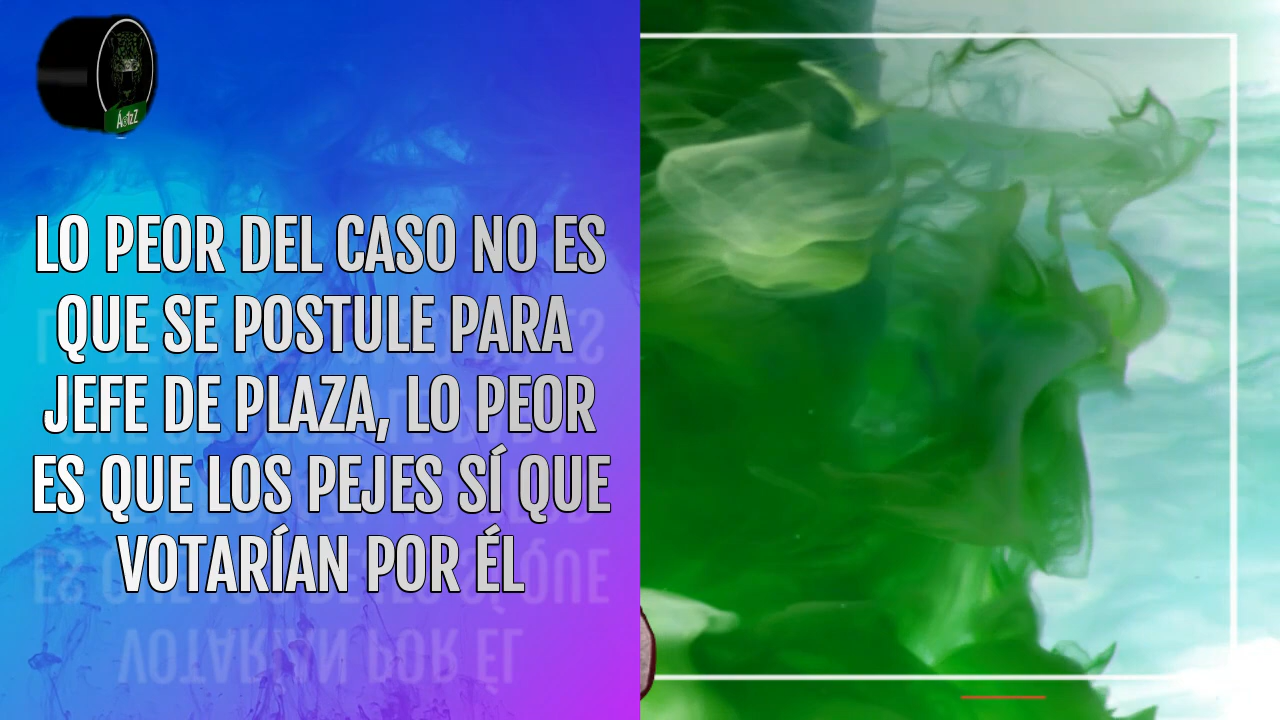 LO PEOR DEL CASO NO ES
QUE SE POSTULE PARA
JEFE DE PLAZA, LO PEOR
ES QUE LOS PEJES SÍ QUE
VOTARÍAN POR ÉL